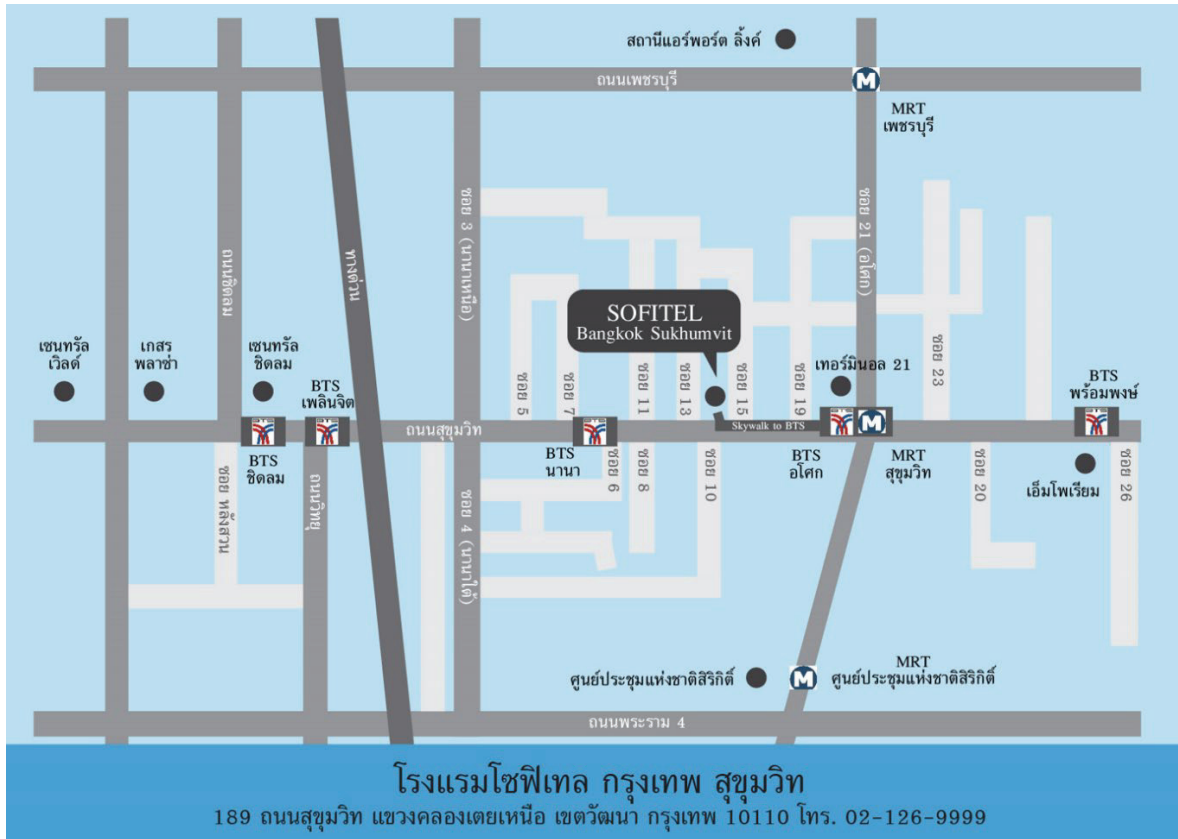 สถานีแอร์พอร์ต ลิ้งค์
ถนนเพชรบุรี
M
MRT
เพชรบุรี
ถนนชิดลม
ทางด่วน
ซอย 3 (นานาเหนือ)
ซอย 21 (อโศก)
SOFITEL
Bangkok Sukhumvit
เซนทรัล
เวิลด์
เกสร
พลาซ่า
เซนทรัล
ชิดลม
BTS
เพลินจิต
ซอย 5
ซอย 7
ซอย 11
ซอย 13
ซอย 15
ซอย 19
เทอร์มินอล 21
ซอย 23
BTS
พร้อมพงษ์
ถนนสุขุมวิท
Skywalk to BTS
M
BTS
ชิดลม
BTS
นานา
BTS
อโศก
MRT
สุขุมวิท
เอ็มโพเรียม
ซอย หลังสวน
ถนนวิทยุ
ซอย 4 (นานาใต้)
ซอย 6
ซอย 8
ซอย 10
ซอย 20
ซอย 26
ศูนย์ประชุมแห่งชาติสิริกิติ์
M
MRT
ศูนย์ประชุมแห่งชาติสิริกิติ์
ถนนพระราม 4
โรงแรมโซฟิเทล กรุงเทพ สุขุมวิท
189 ถนนสุขุมวิท แขวงคลองเตยเหนือ เขตวัฒนา กรุงเทพ 10110 โทร. 02-126-9999